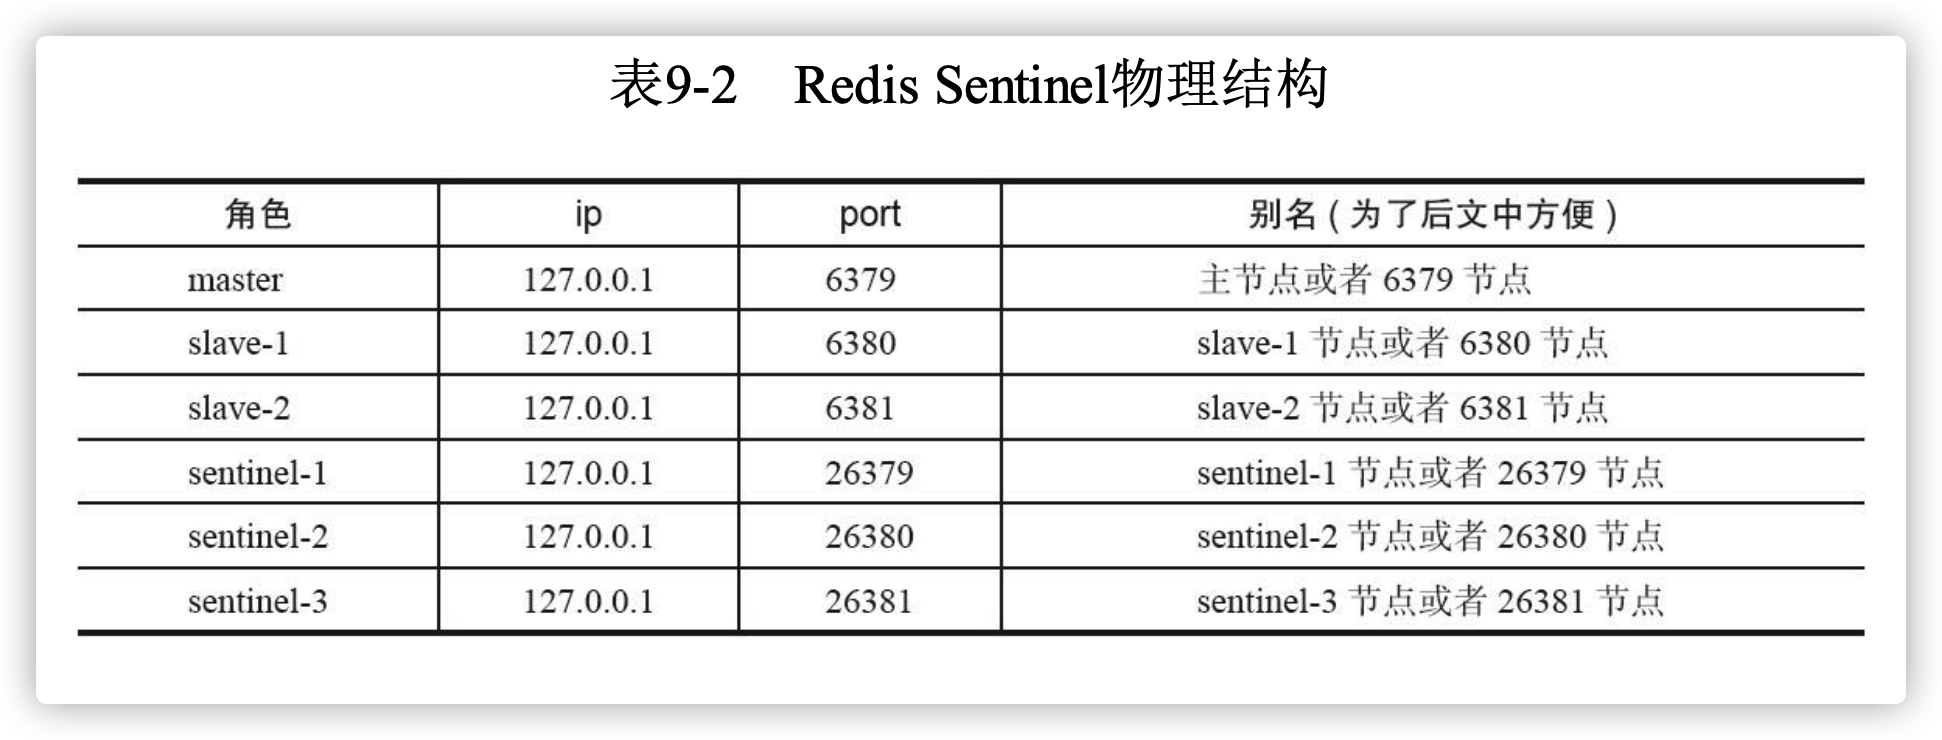 表9-2 Redis Sentinel物理结构
角色 ip port 别名(为了后文中方便)
master 127.0.0.1 6379 主节点或者 6379 节点
slave-1 127.0.0.1 6380 slave-1 节点或者 6380 节点
slave-2 127.0.0.1 6381 slave-2 节点或者 6381 节点
sentinel-1 127.0.0.1 26379 sentinel-1 节点或者 26379 节点
sentinel-2 127.0.0.1 26380 sentinel-2 节点或者 26380 节点
sentinel-3 127.0.0.1 26381 sentinel-3 节点或者 26381 节点